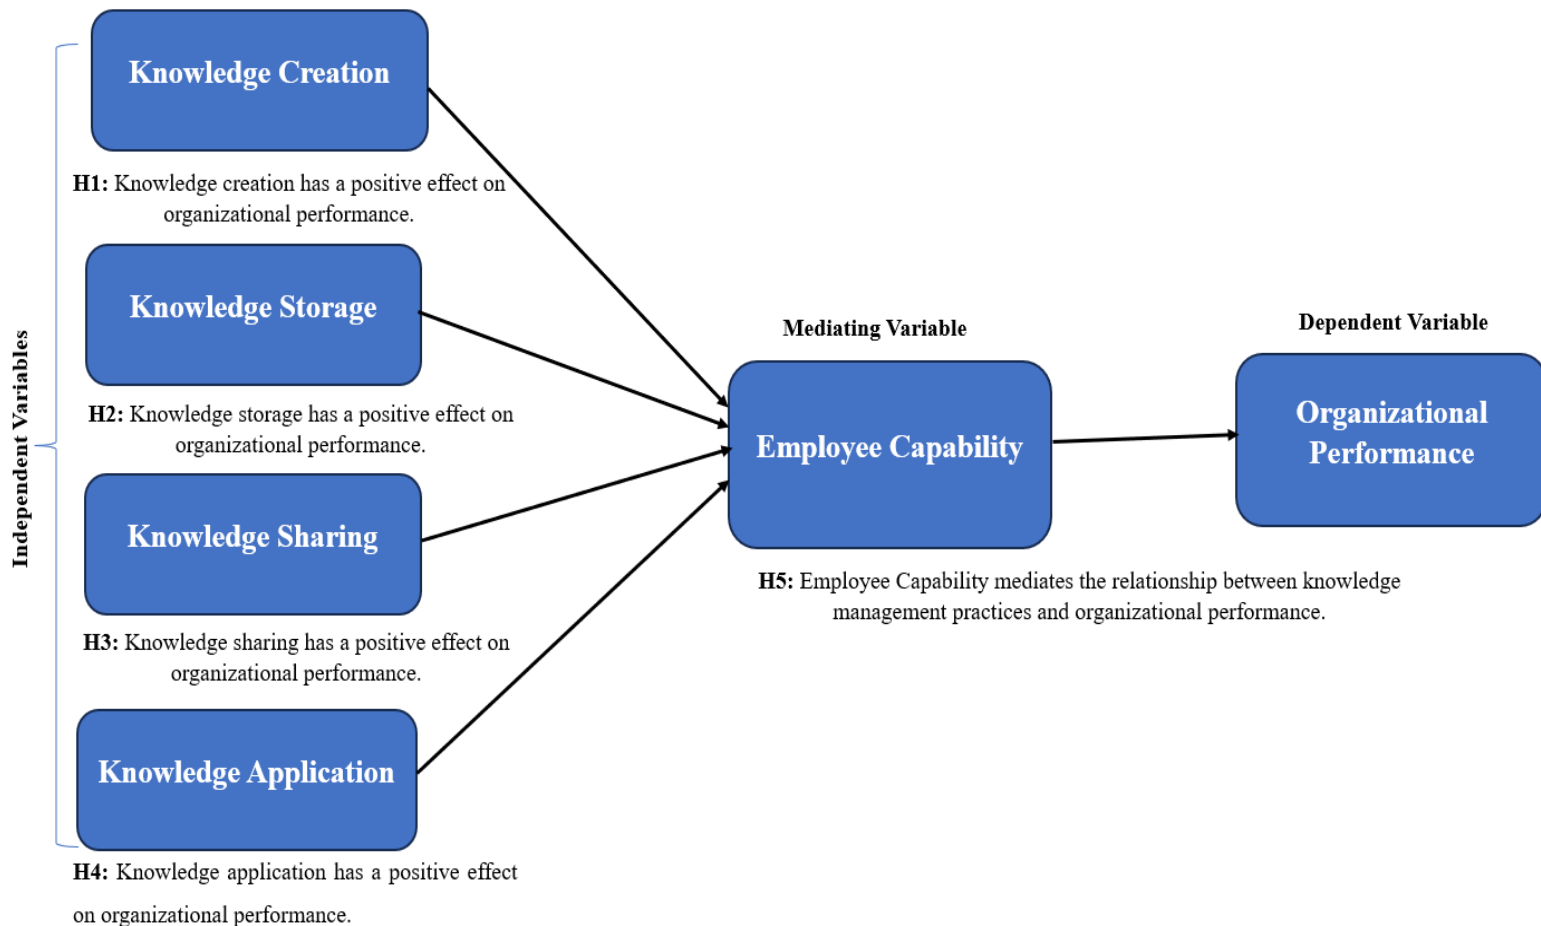 Independent Variables
Knowledge Creation
H1: Knowledge creation has a positive effect on
organizational performance.
Knowledge Storage
H2: Knowledge storage has a positive effect on
organizational performance.
Knowledge Sharing
H3: Knowledge sharing has a positive effect on
organizational performance.
Knowledge Application
H4: Knowledge application has a positive effect
on organizational performance.
Mediating Variable
Employee Capability
H5: Employee Capability mediates the relationship between knowledge
management practices and organizational performance.
Dependent Variable
Organizational
Performance